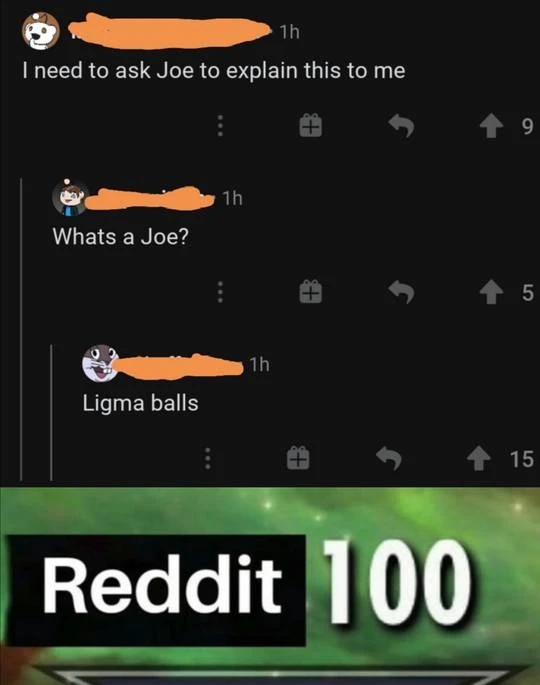 1h
I need to ask Joe to explain this to me
9
1h
Whats a Joe?
5
1h
Ligma balls
15
Reddit 100